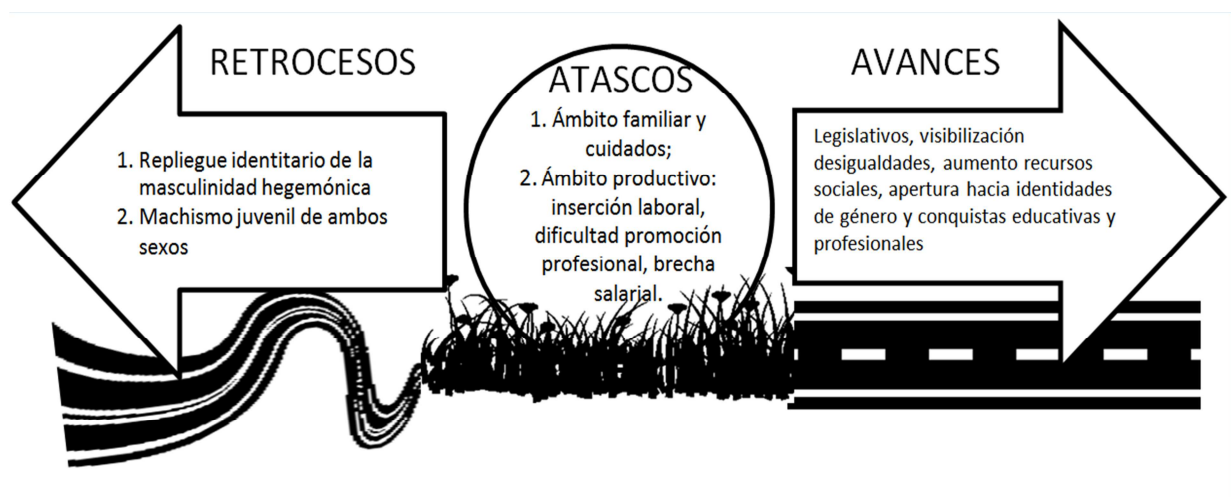 RETROCESOS
1. Repliegue identitario de la
masculinidad hegemónica
2. Machismo juvenil de ambos
sexos
ATASCOS
1. Ámbito familiar y
cuidados;
2. Ámbito productivo:
inserción laboral,
dificultad promoción
profesional, brecha
salarial.
AVANCES
Legislativos, visibilización
desigualdades, aumento recursos
sociales, apertura hacia identidades
de género y conquistas educativas y
profesionales